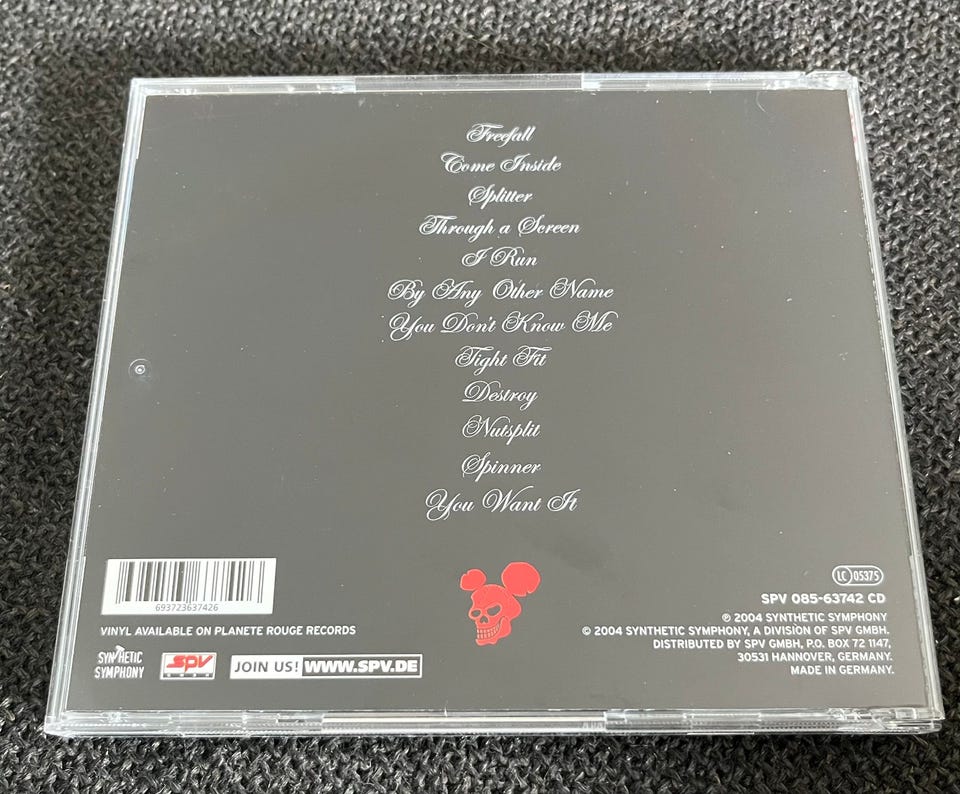 Freefall
Come Inside
Splitter
Through a Screen
I Run
By Any Other Name
You Don't Know Me
Tight Fit
Destroy
Nutsplit
Spinner
You Want It
693723637426
VINYL AVAILABLE ON PLANETE ROUGE RECORDS
SYNTHETIC
SYMPHONY
SPV
JOIN US! WWW.SPV.DE
LC 05375
SPV 085-63742 CD
℗ 2004 SYNTHETIC SYMPHONY
© 2004 SYNTHETIC SYMPHONY, A DIVISION OF SPV GMBH.
DISTRIBUTED BY SPV GMBH, P.O. BOX 72 1147,
30531 HANNOVER, GERMANY.
MADE IN GERMANY.